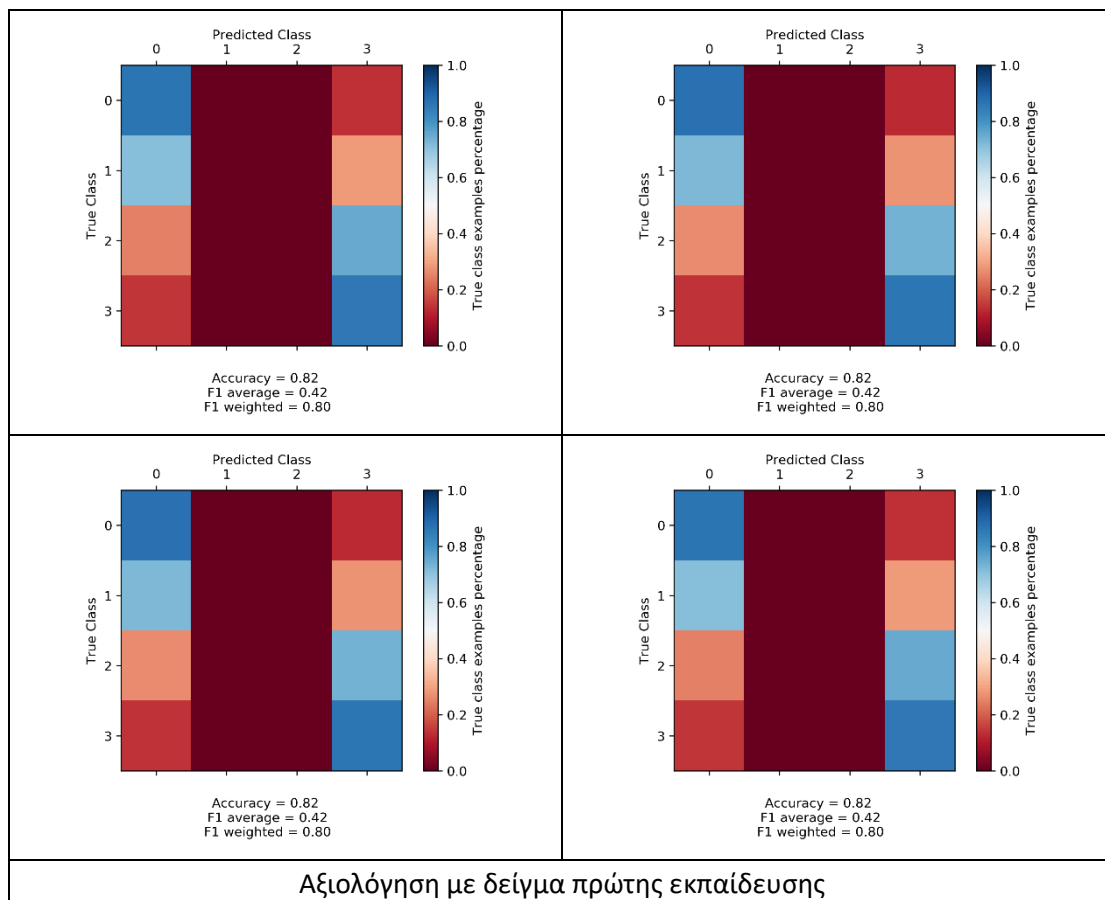 Predicted Class
0 1 2 3
1.0
0.8
0.6
0.4
0.2
0.0
True class examples percentage
True Class
0
1
2
3
Accuracy = 0.82
F1 average = 0.42
F1 weighted = 0.80
Predicted Class
0 1 2 3
1.0
0.8
0.6
0.4
0.2
0.0
True class examples percentage
True Class
0
1
2
3
Accuracy = 0.82
F1 average = 0.42
F1 weighted = 0.80
Predicted Class
0 1 2 3
1.0
0.8
0.6
0.4
0.2
0.0
True class examples percentage
True Class
0
1
2
3
Accuracy = 0.82
F1 average = 0.42
F1 weighted = 0.80
Predicted Class
0 1 2 3
1.0
0.8
0.6
0.4
0.2
0.0
True class examples percentage
True Class
0
1
2
3
Accuracy = 0.82
F1 average = 0.42
F1 weighted = 0.80
Αξιολόγηση με δείγμα πρώτης εκπαίδευσης